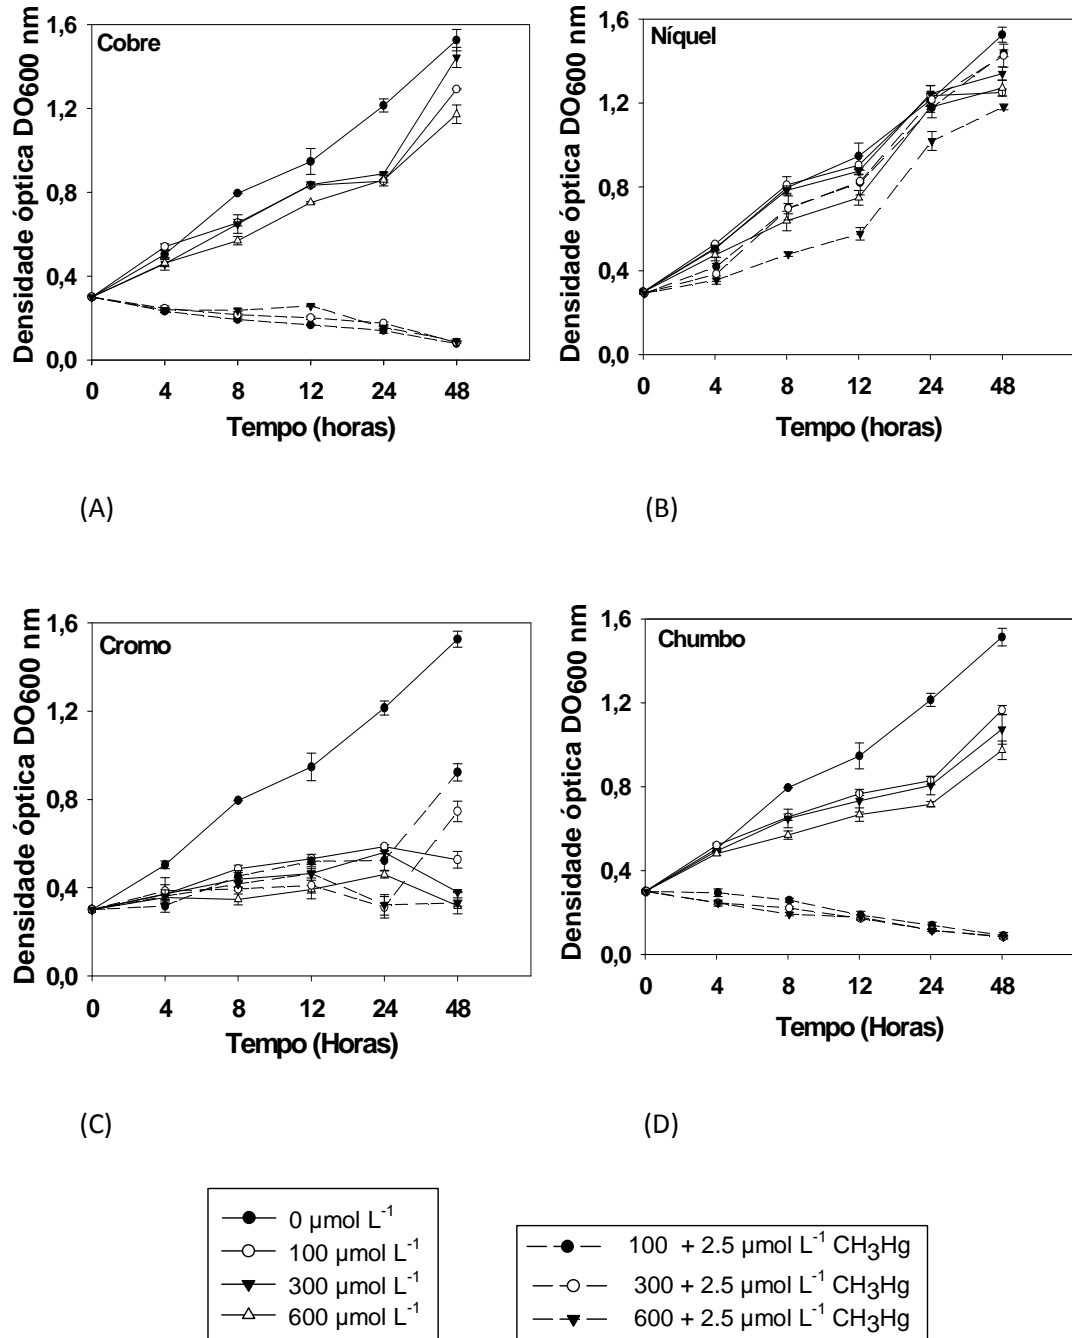 Cobre
Densidade óptica DO600 nm
1,6
1,2
0,8
0,4
0,0
0 4 8 12 24 48
Tempo (horas)
(A)
Níquel
Densidade óptica DO600 nm
1,6
1,2
0,8
0,4
0,0
0 4 8 12 24 48
Tempo (horas)
(B)
Cromo
Densidade óptica DO600 nm
1,6
1,2
0,8
0,4
0,0
0 4 8 12 24 48
Tempo (Horas)
(C)
Chumbo
Densidade óptica DO600 nm
1,6
1,2
0,8
0,4
0,0
0 4 8 12 24 48
Tempo (Horas)
(D)
0 µmol L-1
100 µmol L-1
300 µmol L-1
600 µmol L-1
100 + 2.5 µmol L-1 CH3Hg
300 + 2.5 µmol L-1 CH3Hg
600 + 2.5 µmol L-1 CH3Hg